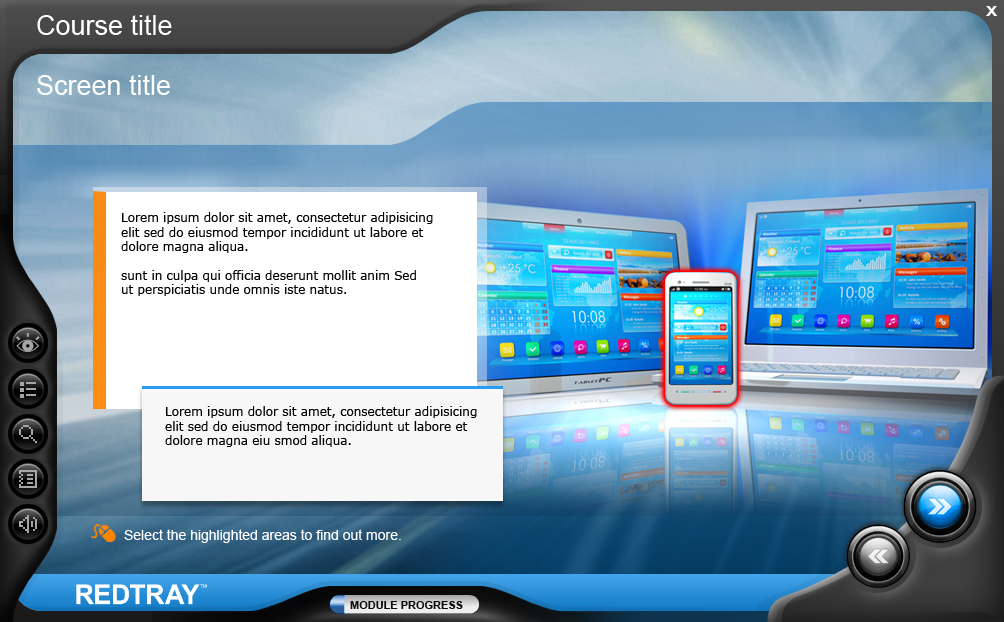 Course title
X
Screen title
Lorem ipsum dolor sit amet, consectetur adipisicing
elit sed do eiusmod tempor incididunt ut labore et
dolore magna aliqua.
sunt in culpa qui officia deserunt mollit anim Sed
ut perspiciatis unde omnis iste natus.
+25 °C
10:08
TABLET PC
+25 °C
10:08
Lorem ipsum dolor sit amet, consectetur adipisicing
elit sed do eiusmod tempor incididunt ut labore et
dolore magna eiu smod aliqua.
Select the highlighted areas to find out more.
REDTRAY™
MODULE PROGRESS